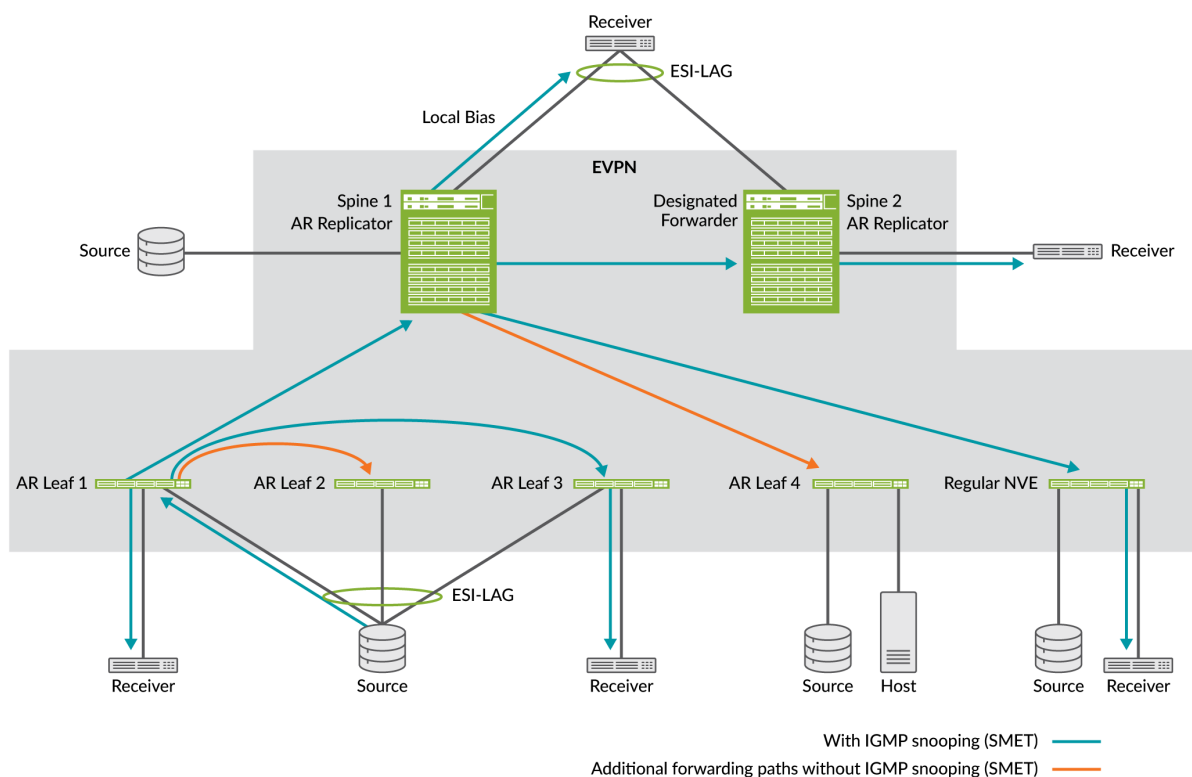 Receiver
ESI-LAG
Local Bias
EVPN
Spine 1
AR Replicator
Designated
Forwarder
Spine 2
AR Replicator
Source
Receiver
AR Leaf 1
AR Leaf 2
AR Leaf 3
AR Leaf 4
Regular NVE
ESI-LAG
Receiver
Source
Receiver
Source
Host
Source
Receiver
With IGMP snooping (SMET)
Additional forwarding paths without IGMP snooping (SMET)